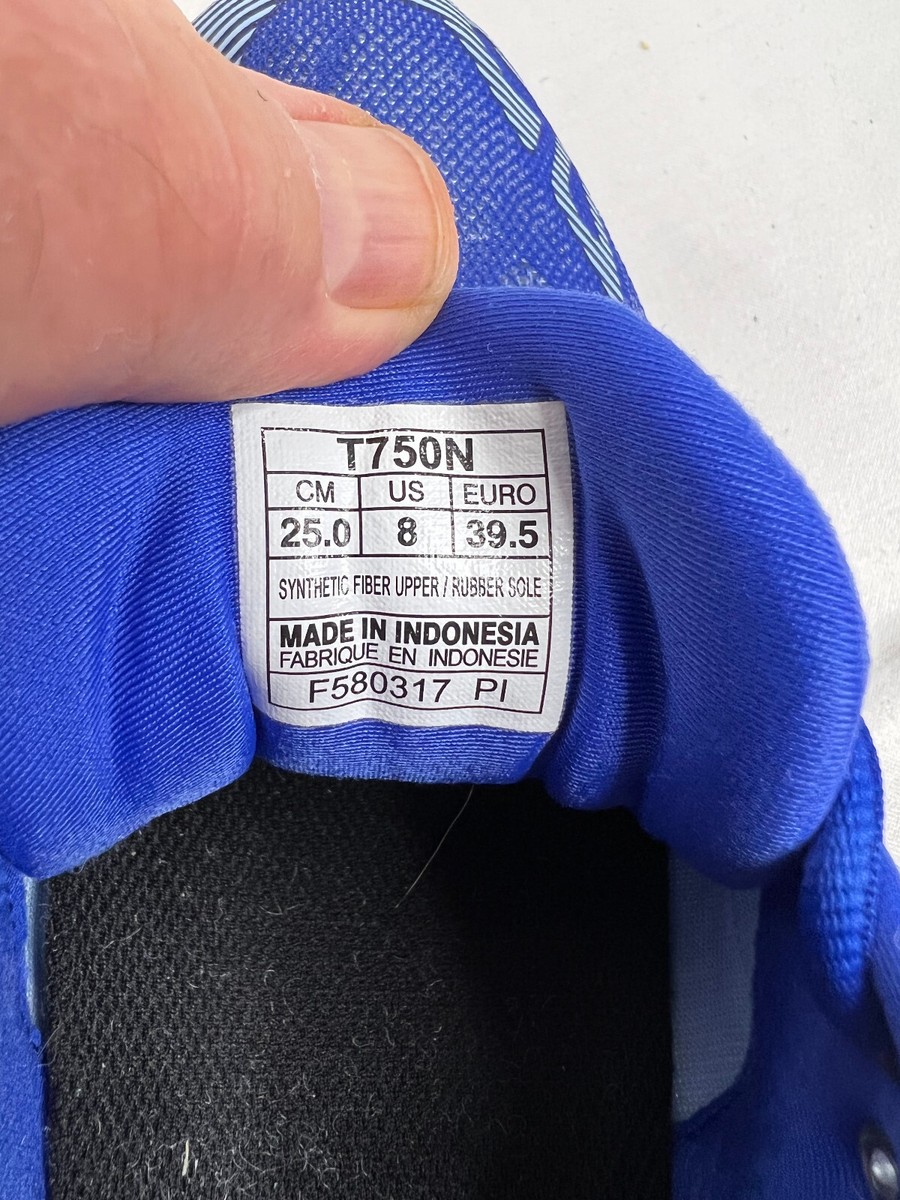 T750N
CM US EURO
25.0 8 39.5
SYNTHETIC FIBER UPPER / RUBBER SOLE
MADE IN INDONESIA
FABRIQUE EN INDONESIE
F580317 PI